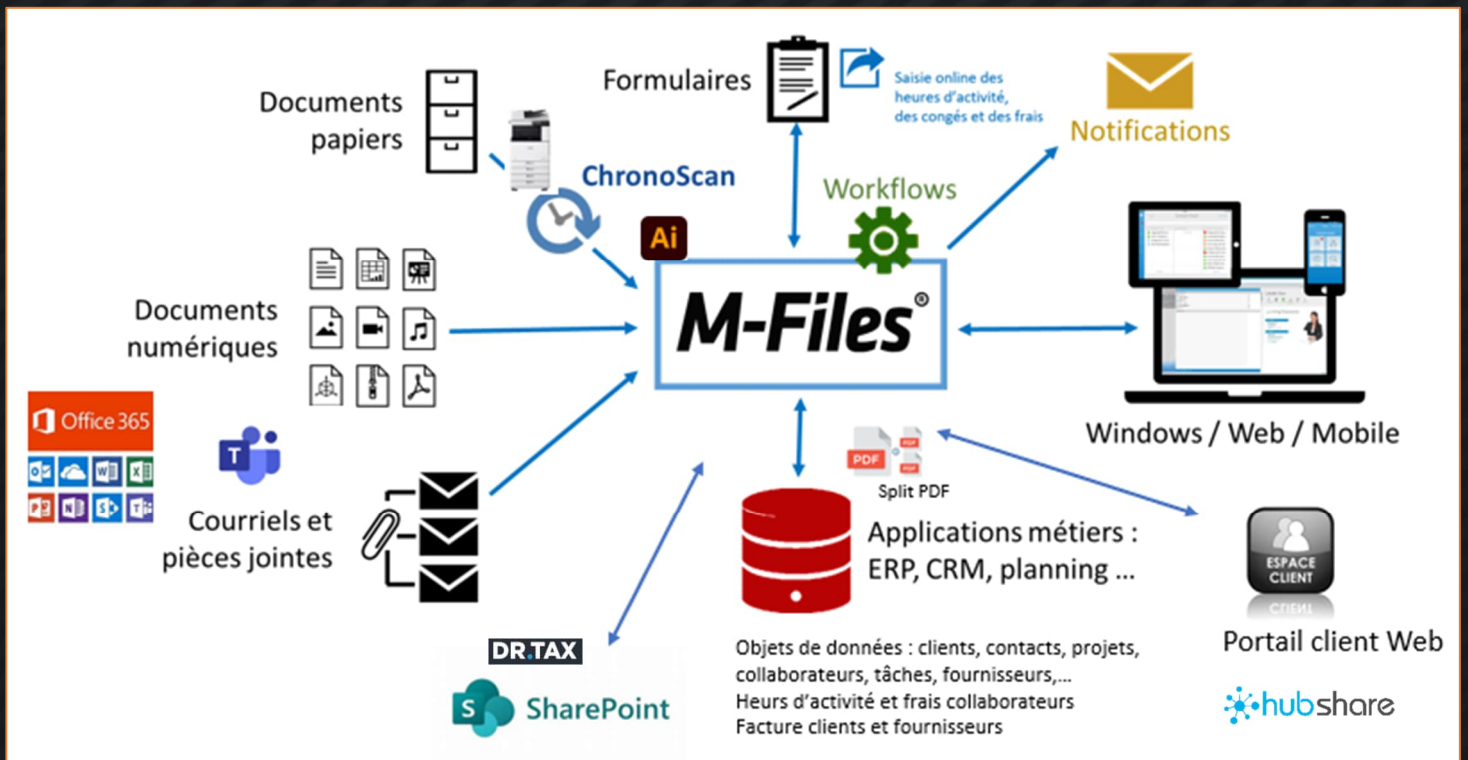 Documents
papiers
Formulaires
Saisie online des
heures d'activité,
des congés et des frais
Notifications
ChronoScan
Workflows
Ai
M-Files®
Documents
numériques
Office 365
T
Courriels et
pièces jointes
Windows / Web / Mobile
PDF
PDF
PDF
Split PDF
Applications métiers :
ERP, CRM, planning ...
ESPACE
CLIENT
Portail client Web
hubshare
DR.TAX
S
SharePoint
Objets de données : clients, contacts, projets,
collaborateurs, tâches, fournisseurs,...
Heurs d'activité et frais collaborateurs
Facture clients et fournisseurs